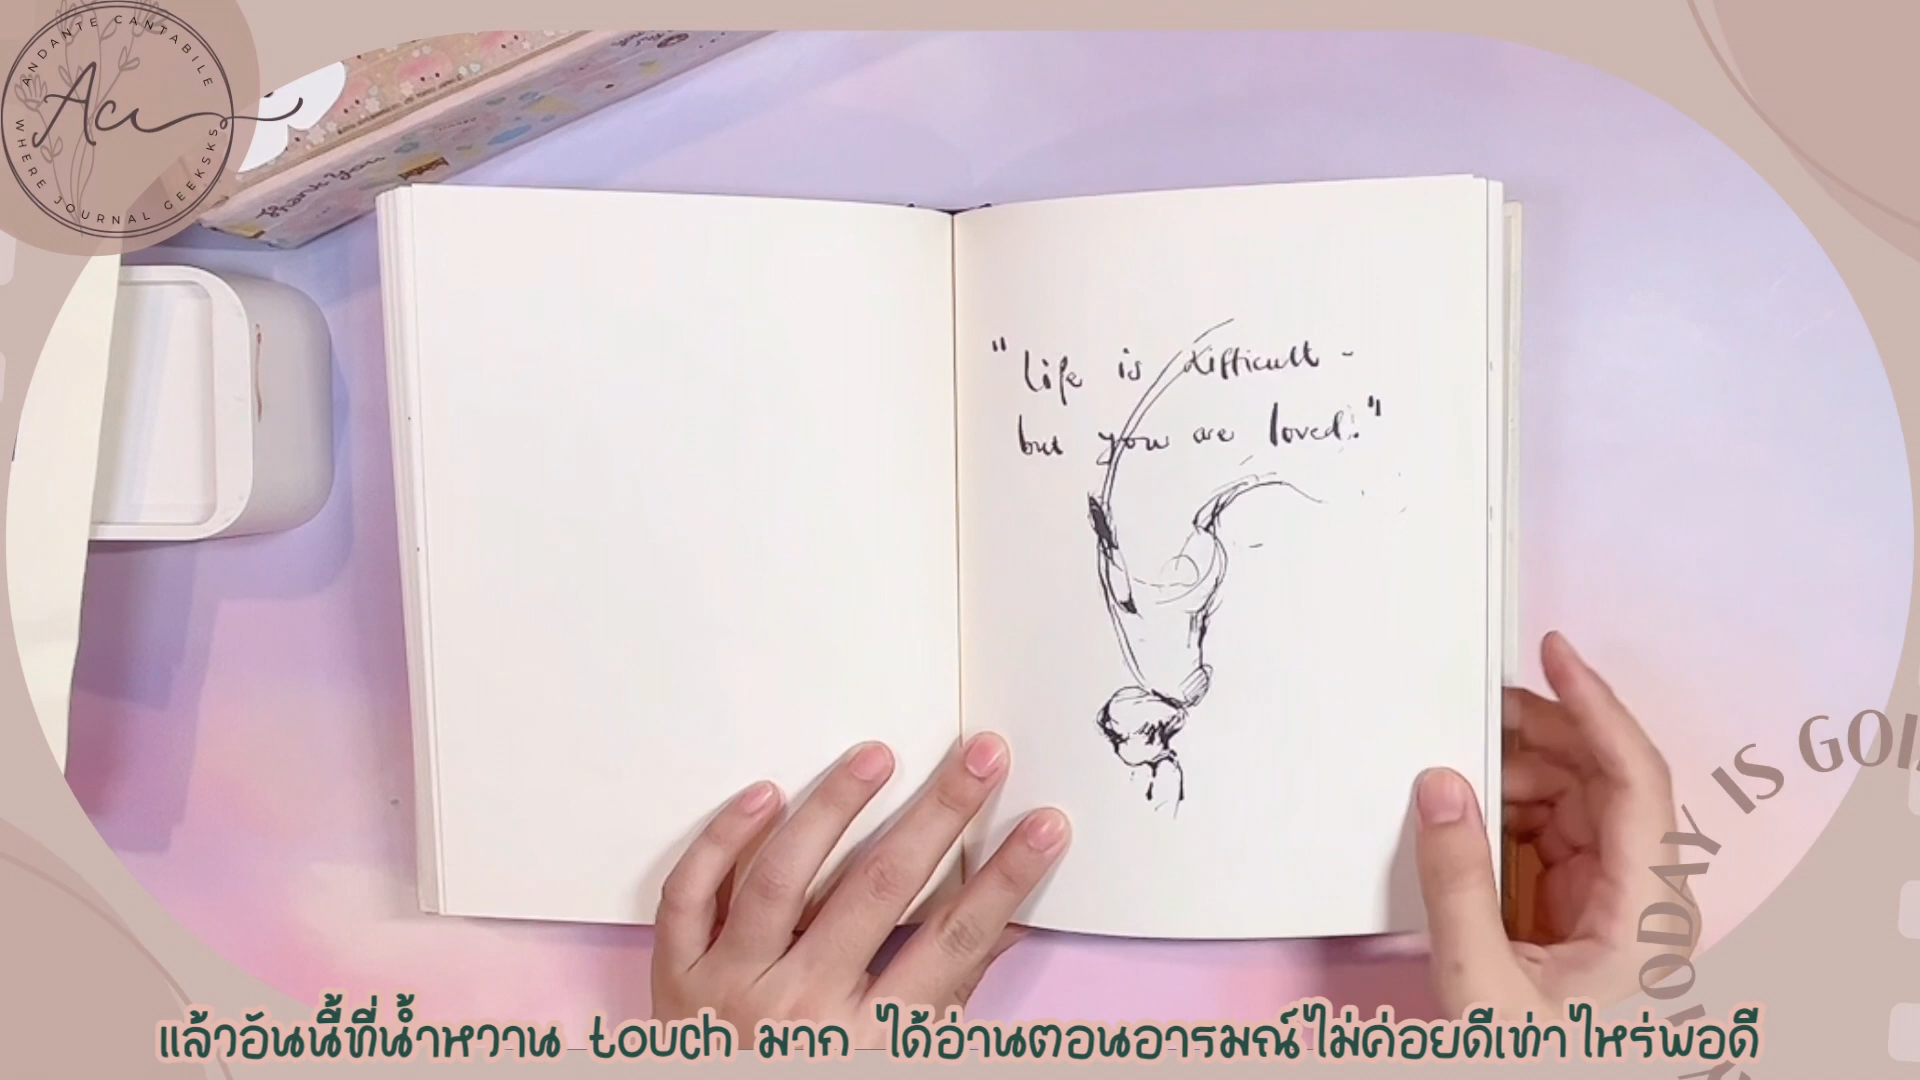 ANDANTE CANTABILE
Aca
WHERE JOURNAL GEEKSKS
Thank you
"Life is difficult -
but you are loved."
TODAY IS GOI
แล้วอันนี้ที่น้ำหวาน touch มาก ได้อ่านตอนอารมณ์ไม่ค่อยดีเท่าไหร่พอดี